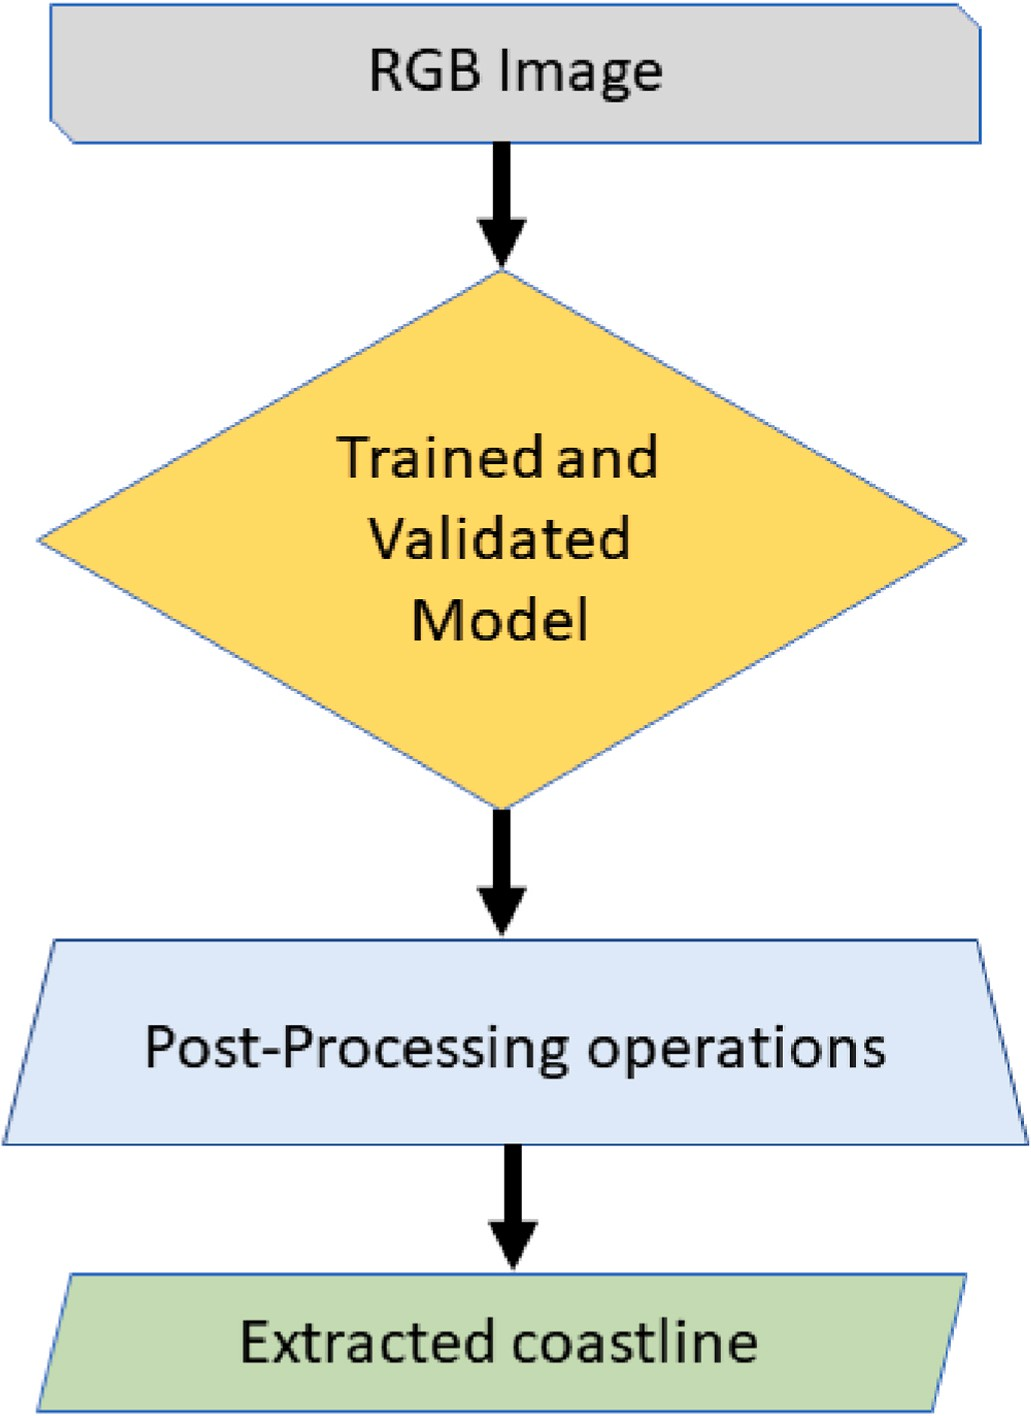 RGB Image
Trained and
Validated
Model
Post-Processing operations
Extracted coastline